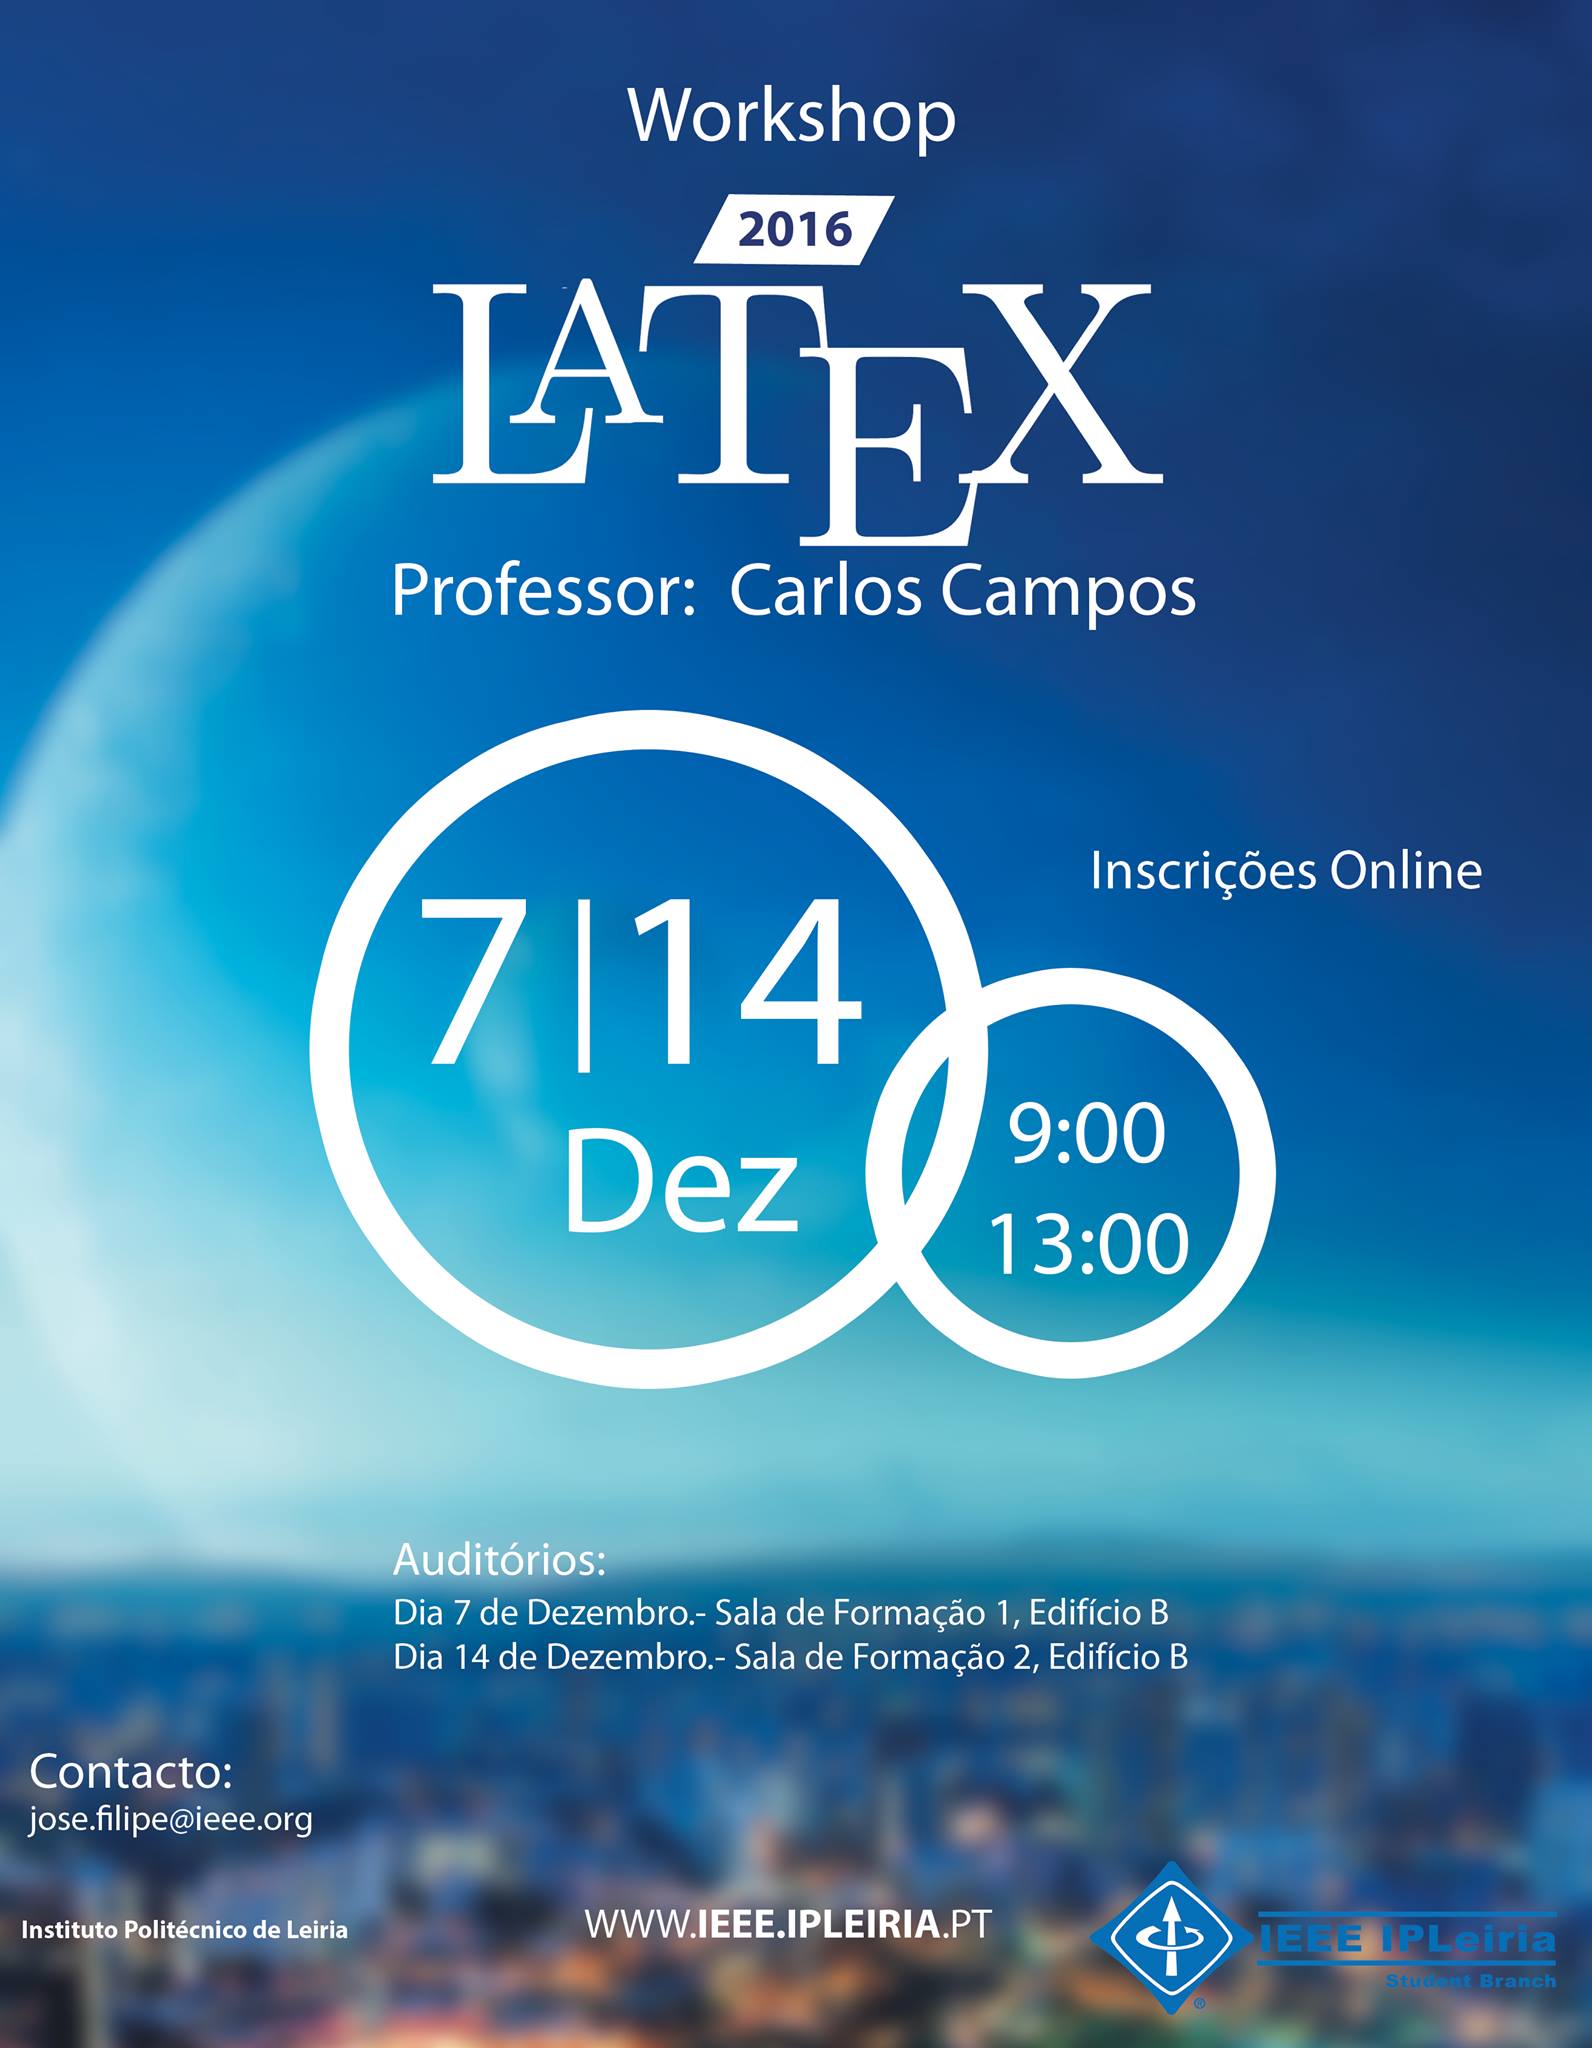 Workshop
2016
LATEX
Professor: Carlos Campos
Inscrições Online
7|14
Dez
9:00
13:00
Auditórios:
Dia 7 de Dezembro.- Sala de Formação 1, Edifício B
Dia 14 de Dezembro.- Sala de Formação 2, Edifício B
Contacto:
jose.filipe@ieee.org
Instituto Politécnico de Leiria
WWW.IEEE.IPLEIRIA.PT
IEEE IPLeiria
Student Branch
®